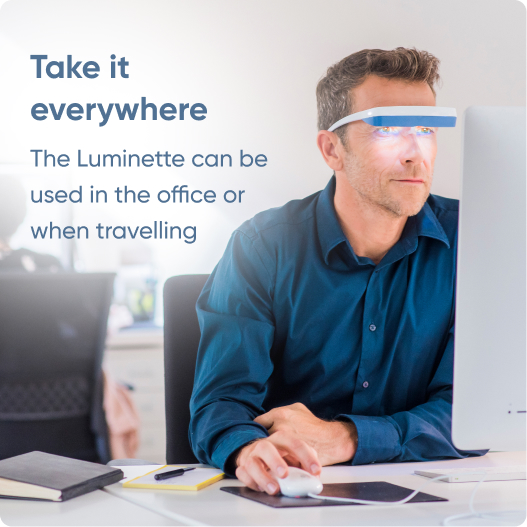 Take it
everywhere
The Luminette can be
used in the office or
when travelling